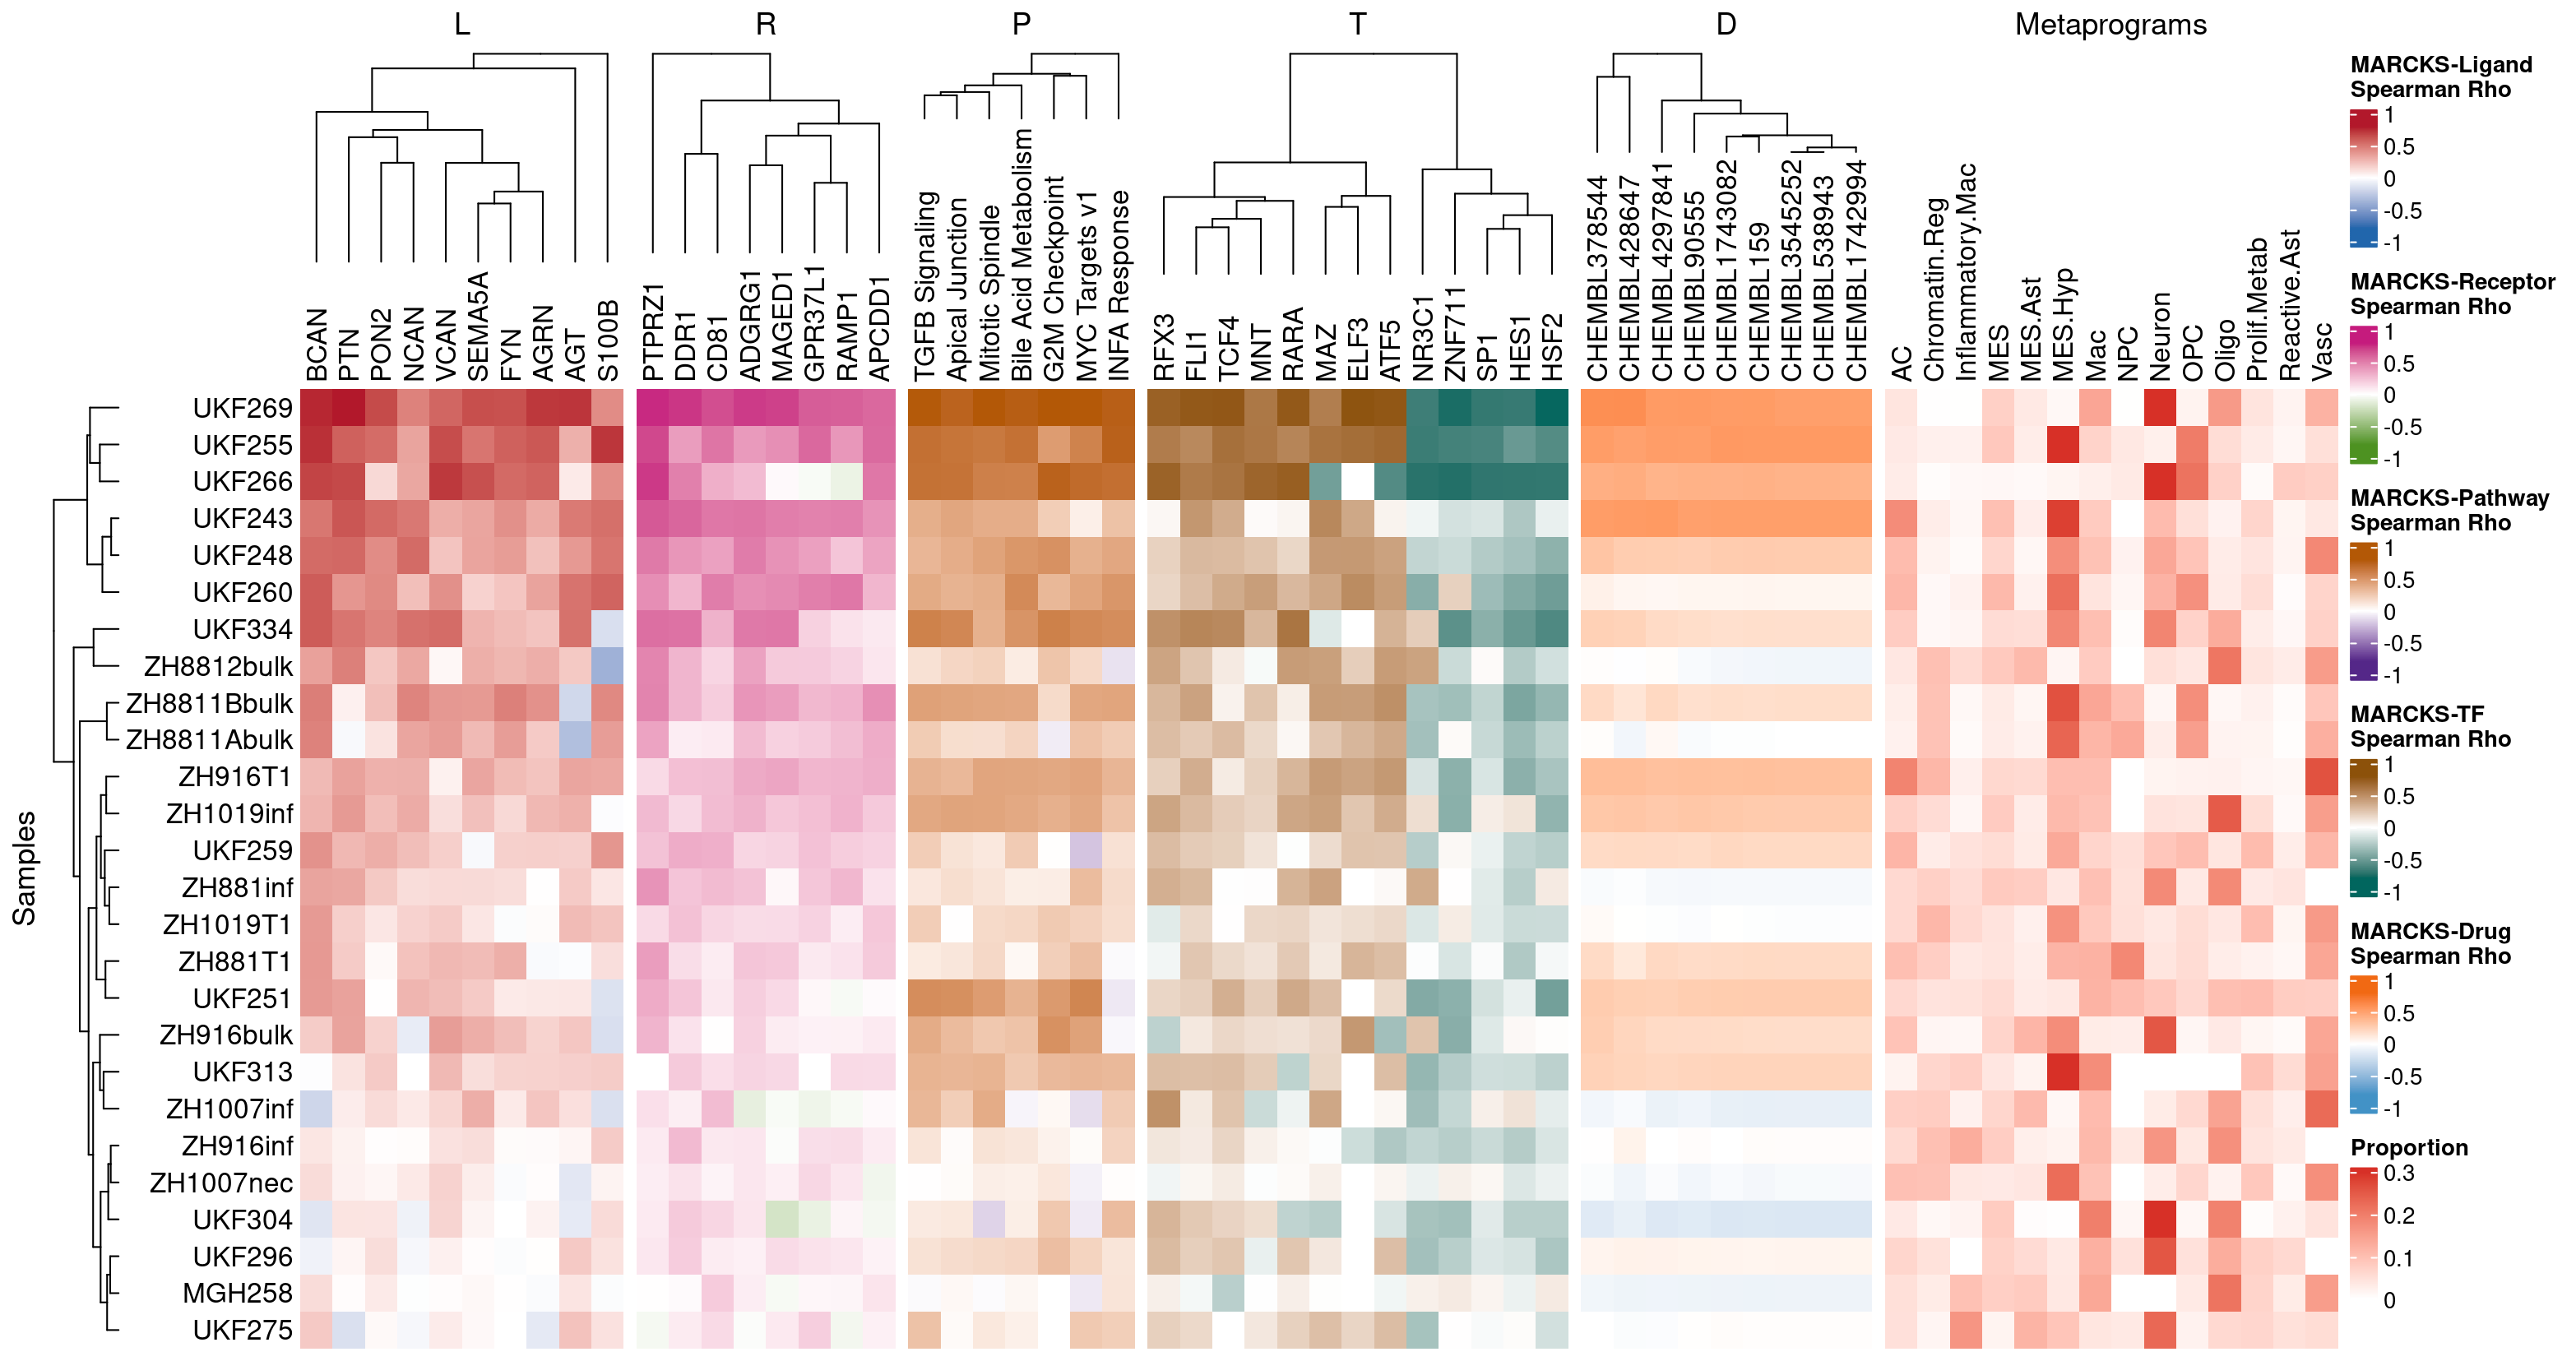 L
R
P
T
D
Metaprograms
BCAN
PTN
PON2
NCAN
VCAN
SEMA5A
FYN
AGRN
AGT
S100B
PTPRZ1
DDR1
CD81
ADGRG1
MAGED1
GPR37L1
RAMP1
APCDD1
TGFB Signaling
Apical Junction
Mitotic Spindle
Bile Acid Metabolism
G2M Checkpoint
MYC Targets v1
INFA Response
RFX3
FLI1
TCF4
MNT
RARA
MAZ
ELF3
ATF5
NR3C1
ZNF711
SP1
HES1
HSF2
CHEMBL378544
CHEMBL428647
CHEMBL4297841
CHEMBL90555
CHEMBL1743082
CHEMBL159
CHEMBL3545252
CHEMBL538943
CHEMBL1742994
AC
Chromatin.Reg
Inflammatory.Mac
MES
MES.Ast
MES.Hyp
Mac
NPC
Neuron
OPC
Oligo
Prolif.Metab
Reactive.Ast
Vasc
Samples
UKF269
UKF255
UKF266
UKF243
UKF248
UKF260
UKF334
ZH8812bulk
ZH8811Bbulk
ZH8811Abulk
ZH916T1
ZH1019inf
UKF259
ZH881inf
ZH1019T1
ZH881T1
UKF251
ZH916bulk
UKF313
ZH1007inf
ZH916inf
ZH1007nec
UKF304
UKF296
MGH258
UKF275
MARCKS-Ligand
Spearman Rho
1
0.5
0
-0.5
-1
MARCKS-Receptor
Spearman Rho
1
0.5
0
-0.5
-1
MARCKS-Pathway
Spearman Rho
1
0.5
0
-0.5
-1
MARCKS-TF
Spearman Rho
1
0.5
0
-0.5
-1
MARCKS-Drug
Spearman Rho
1
0.5
0
-0.5
-1
Proportion
0.3
0.2
0.1
0